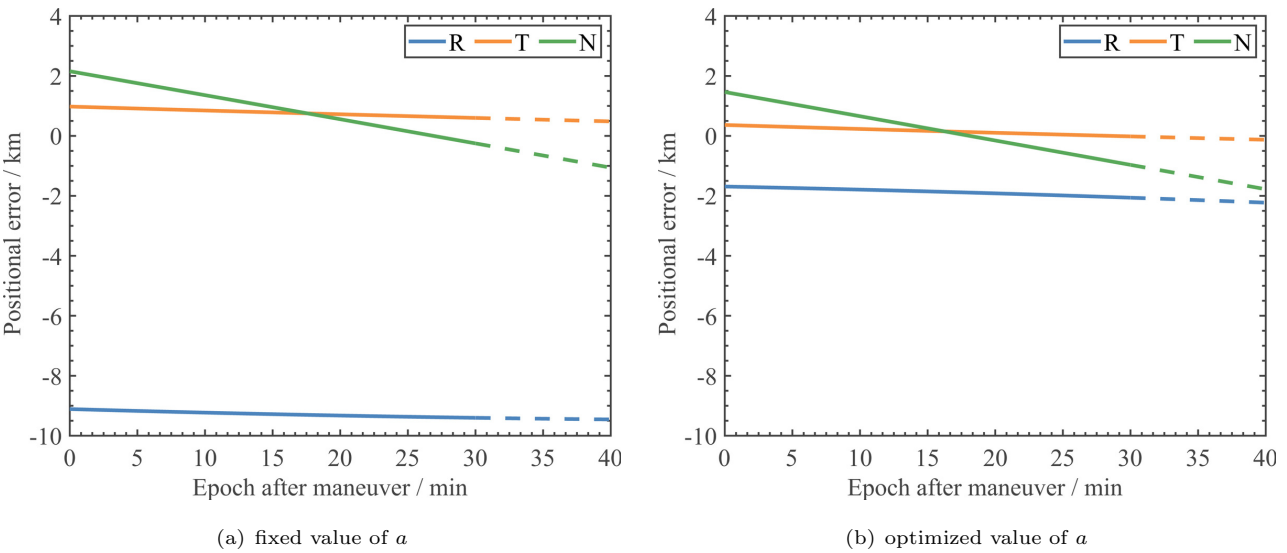 4
2
0
-2
-4
-6
-8
-10
Positional error / km
R T N
0 5 10 15 20 25 30 35 40
Epoch after maneuver / min
(a) fixed value of a
4
2
0
-2
-4
-6
-8
-10
Positional error / km
R T N
0 5 10 15 20 25 30 35 40
Epoch after maneuver / min
(b) optimized value of a